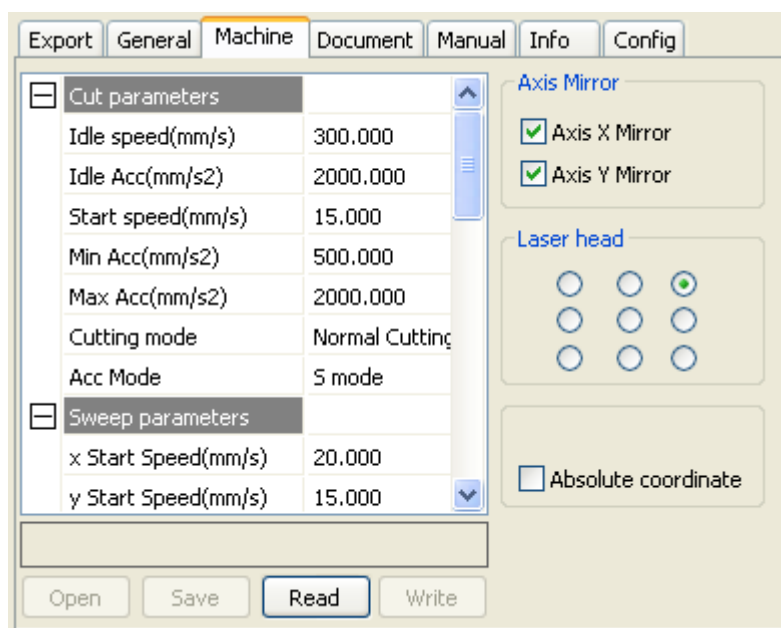 Export General Machine Document Manual Info Config
Cut parameters
Idle speed(mm/s) 300.000
Idle Acc(mm/s2) 2000.000
Start speed(mm/s) 15.000
Min Acc(mm/s2) 500.000
Max Acc(mm/s2) 2000.000
Cutting mode Normal Cutting
Acc Mode S mode
Sweep parameters
x Start Speed(mm/s) 20.000
y Start Speed(mm/s) 15.000
Axis Mirror
Axis X Mirror
Axis Y Mirror
Laser head
Absolute coordinate
Open Save Read Write